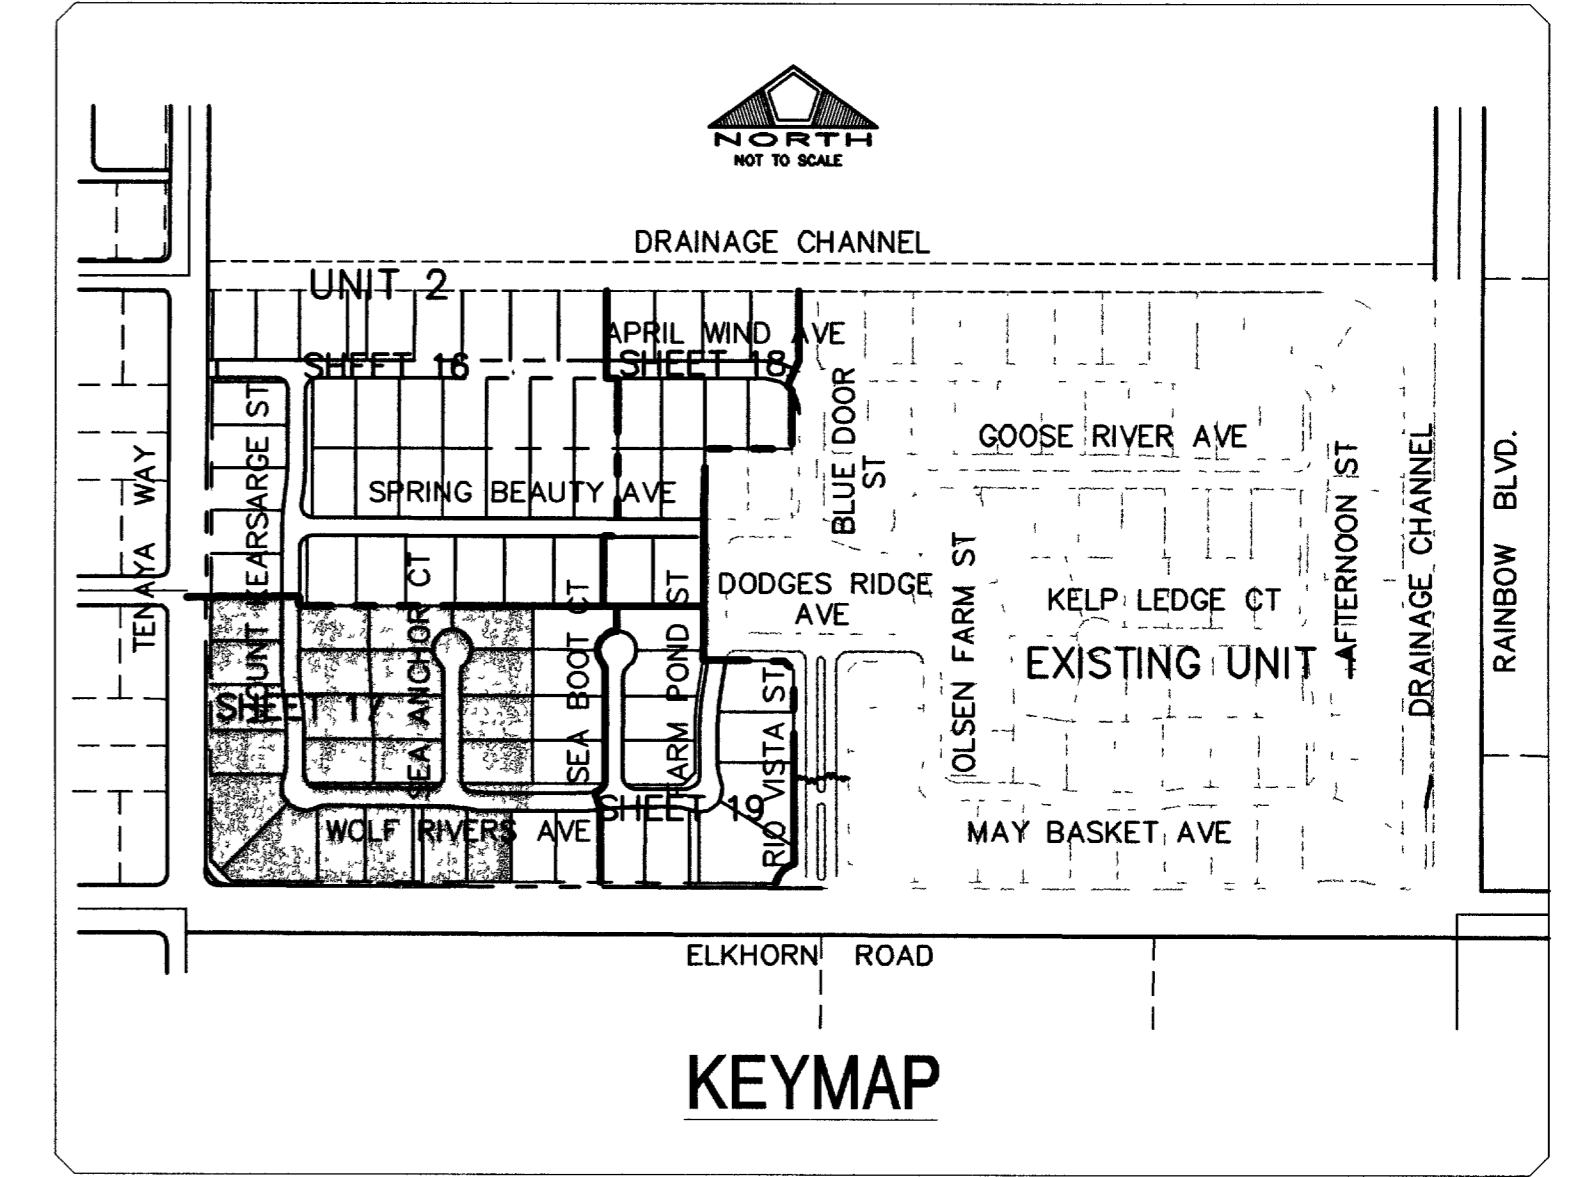 NORTH
NOT TO SCALE
DRAINAGE CHANNEL
UNIT 2
APRIL WIND AVE
SHEET 16
SHEET 18
MOUNT KEARSARGE ST
TENAYA WAY
SPRING BEAUTY AVE
BLUE DOOR
ST
GOOSE RIVER AVE
AFTERNOON ST
DRAINAGE CHANNEL
RAINBOW BLVD.
OLSEN FARM ST
DODGES RIDGE
AVE
KELP LEDGE CT
EXISTING UNIT 1
SEA ANCHOR CT
SEA BOOT CT
FARM POND ST
RIO VISTA ST
SHEET 17
SHEET 19
WOLF RIVERS AVE
MAY BASKET AVE
ELKHORN ROAD
KEYMAP